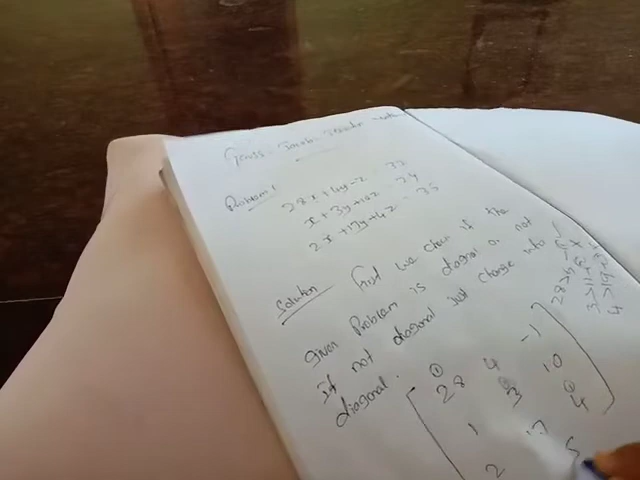 Gauss - Jacobi Iteration
Problem 1
28x + 4y - z = 32
x + 3y + 10z = 24
2x + 17y + 4z = 35
Solution First we check if the
given Problem is diagonal or not
if not diagonal Just change into
diagonal.
28 4 -1
1 3 10
2 17 4